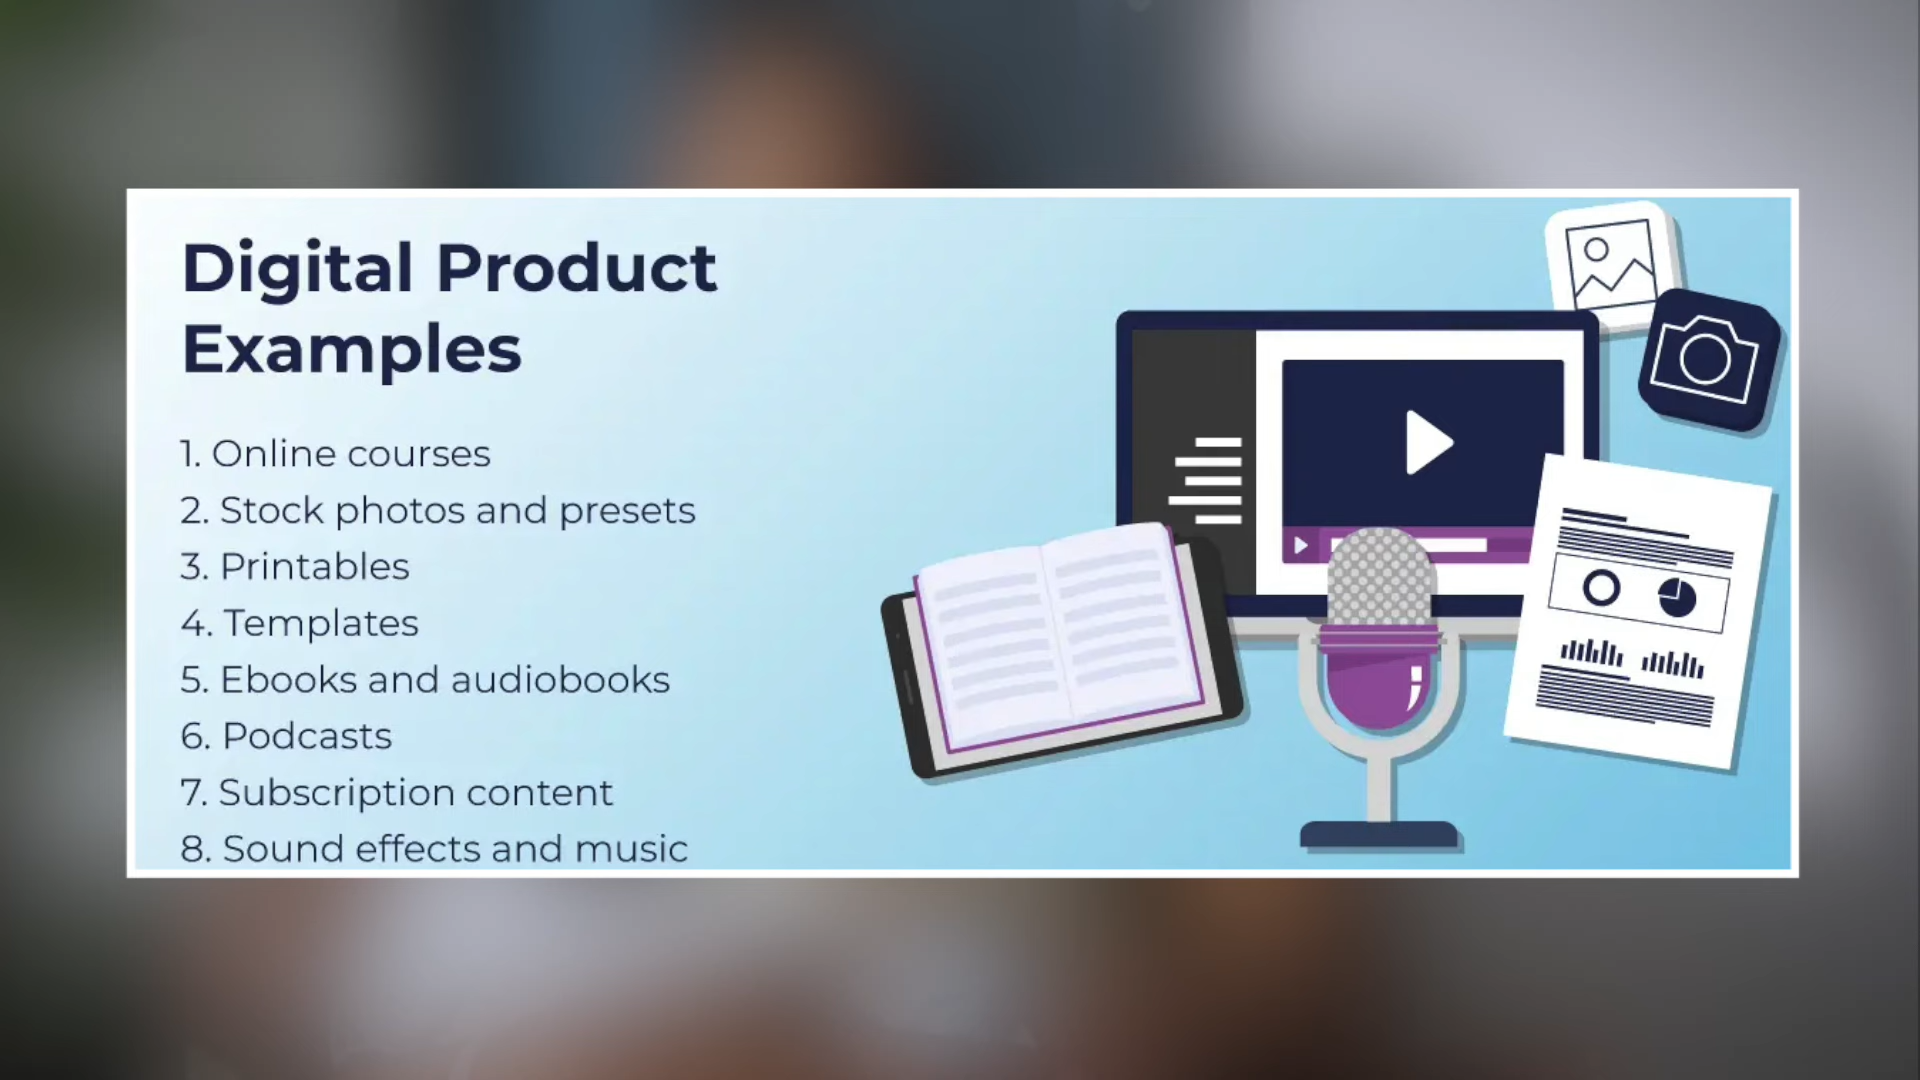 Digital Product
Examples
1. Online courses
2. Stock photos and presets
3. Printables
4. Templates
5. Ebooks and audiobooks
6. Podcasts
7. Subscription content
8. Sound effects and music